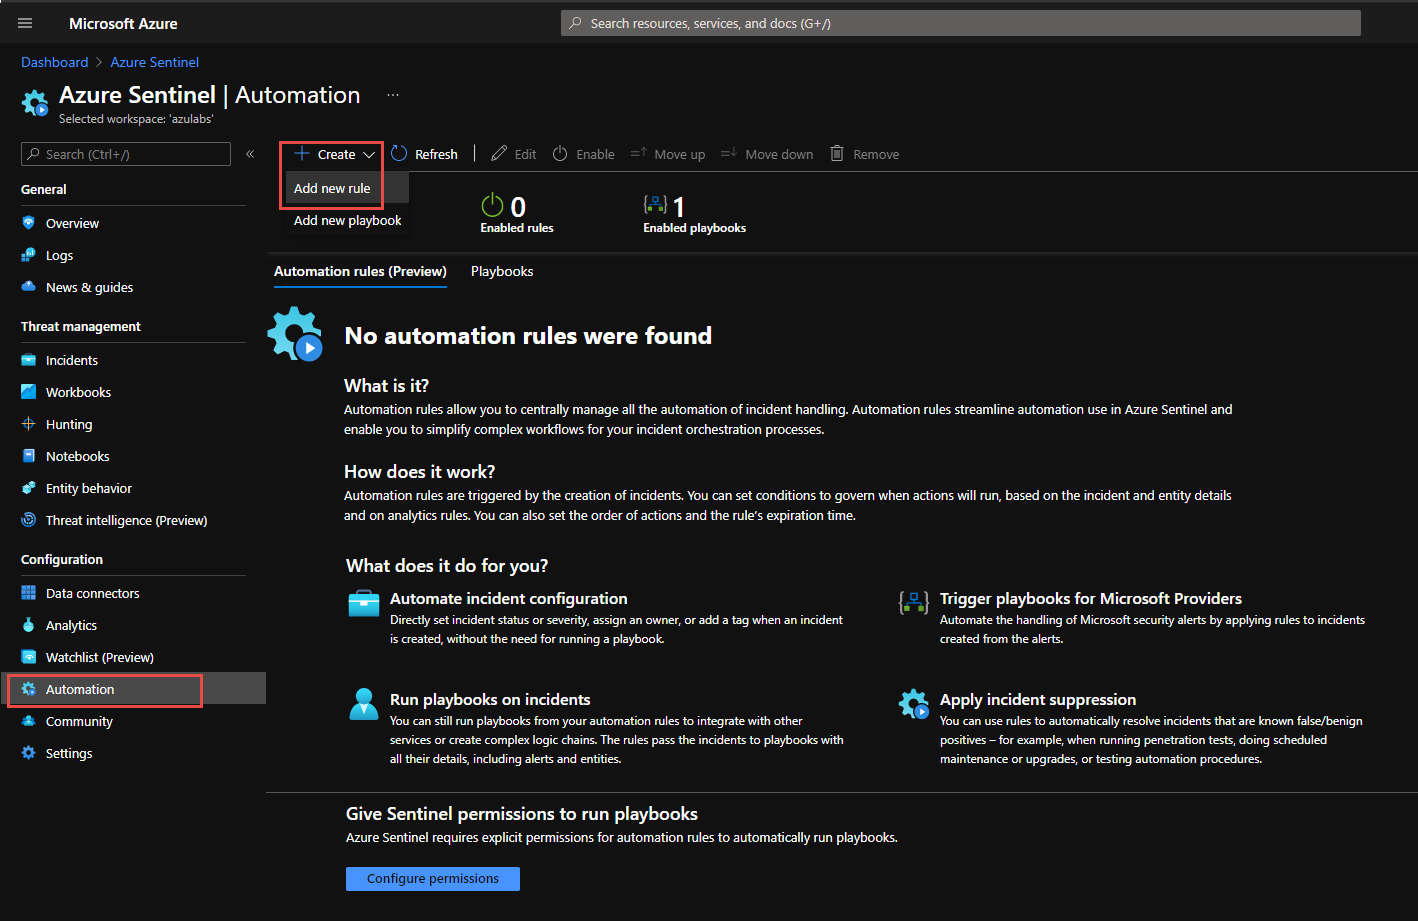 Microsoft Azure
Search resources, services, and docs (G+/)
Dashboard > Azure Sentinel
Azure Sentinel | Automation ...
Selected workspace: 'azulabs'
Search (Ctrl+/) «
General
Overview
Logs
News & guides
Threat management
Incidents
Workbooks
Hunting
Notebooks
Entity behavior
Threat intelligence (Preview)
Configuration
Data connectors
Analytics
Watchlist (Preview)
Automation
Community
Settings
+ Create Refresh | Edit Enable Move up Move down Remove
Add new rule
Add new playbook
0
Enabled rules
1
Enabled playbooks
Automation rules (Preview) Playbooks
No automation rules were found
What is it?
Automation rules allow you to centrally manage all the automation of incident handling. Automation rules streamline automation use in Azure Sentinel and
enable you to simplify complex workflows for your incident orchestration processes.
How does it work?
Automation rules are triggered by the creation of incidents. You can set conditions to govern when actions will run, based on the incident and entity details
and on analytics rules. You can also set the order of actions and the rule's expiration time.
What does it do for you?
Automate incident configuration
Directly set incident status or severity, assign an owner, or add a tag when an incident
is created, without the need for running a playbook.
Trigger playbooks for Microsoft Providers
Automate the handling of Microsoft security alerts by applying rules to incidents
created from the alerts.
Run playbooks on incidents
You can still run playbooks from your automation rules to integrate with other
services or create complex logic chains. The rules pass the incidents to playbooks with
all their details, including alerts and entities.
Apply incident suppression
You can use rules to automatically resolve incidents that are known false/benign
positives – for example, when running penetration tests, doing scheduled
maintenance or upgrades, or testing automation procedures.
Give Sentinel permissions to run playbooks
Azure Sentinel requires explicit permissions for automation rules to automatically run playbooks.
Configure permissions